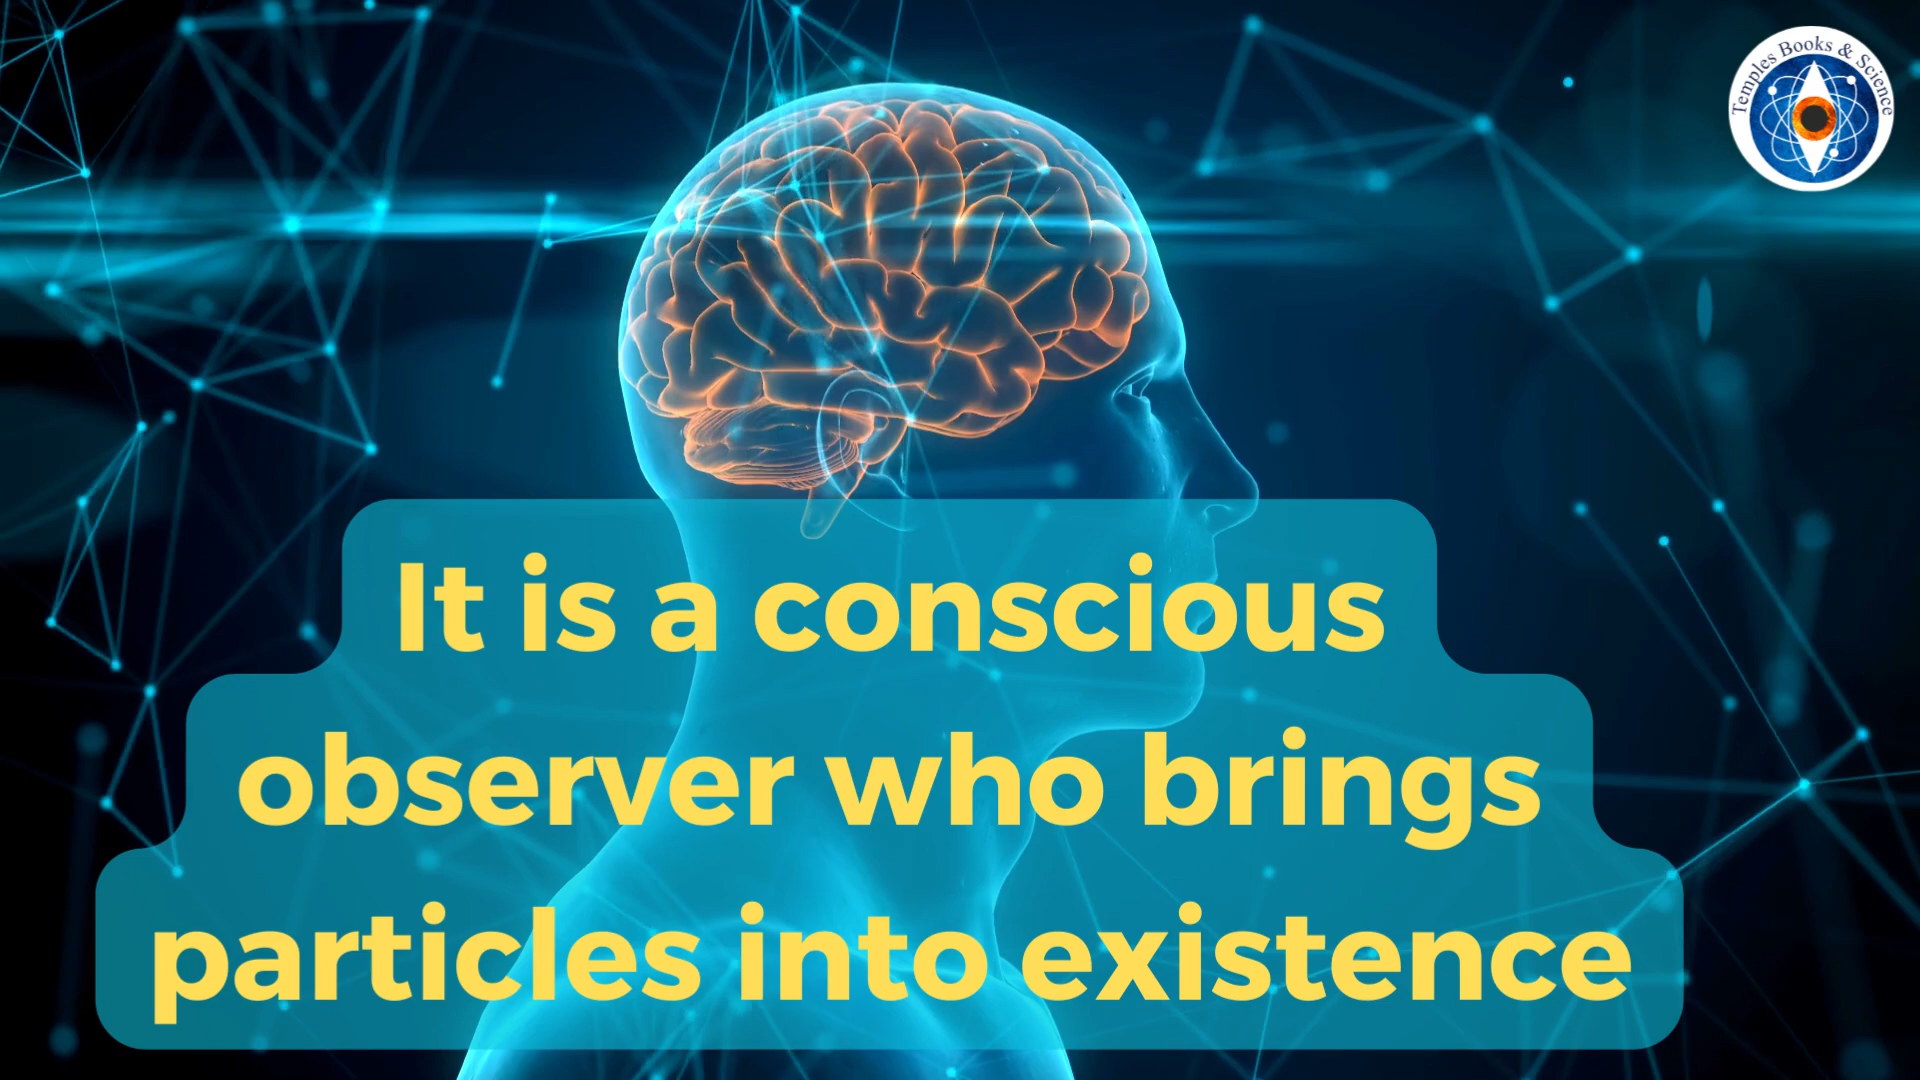 Temples Books & Science
It is a conscious
observer who brings
particles into existence